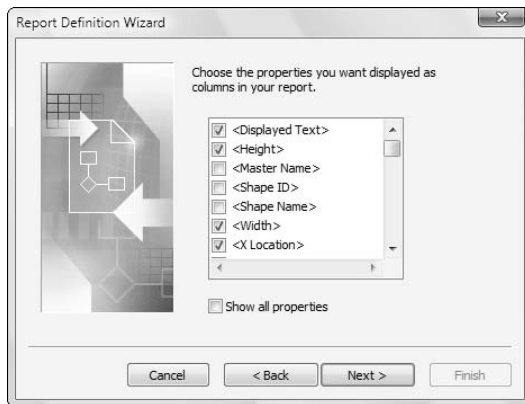 Report Definition Wizard
Choose the properties you want displayed as
columns in your report.
<Displayed Text>
<Height>
<Master Name>
<Shape ID>
<Shape Name>
<Width>
<X Location>
Show all properties
Cancel
< Back
Next >
Finish